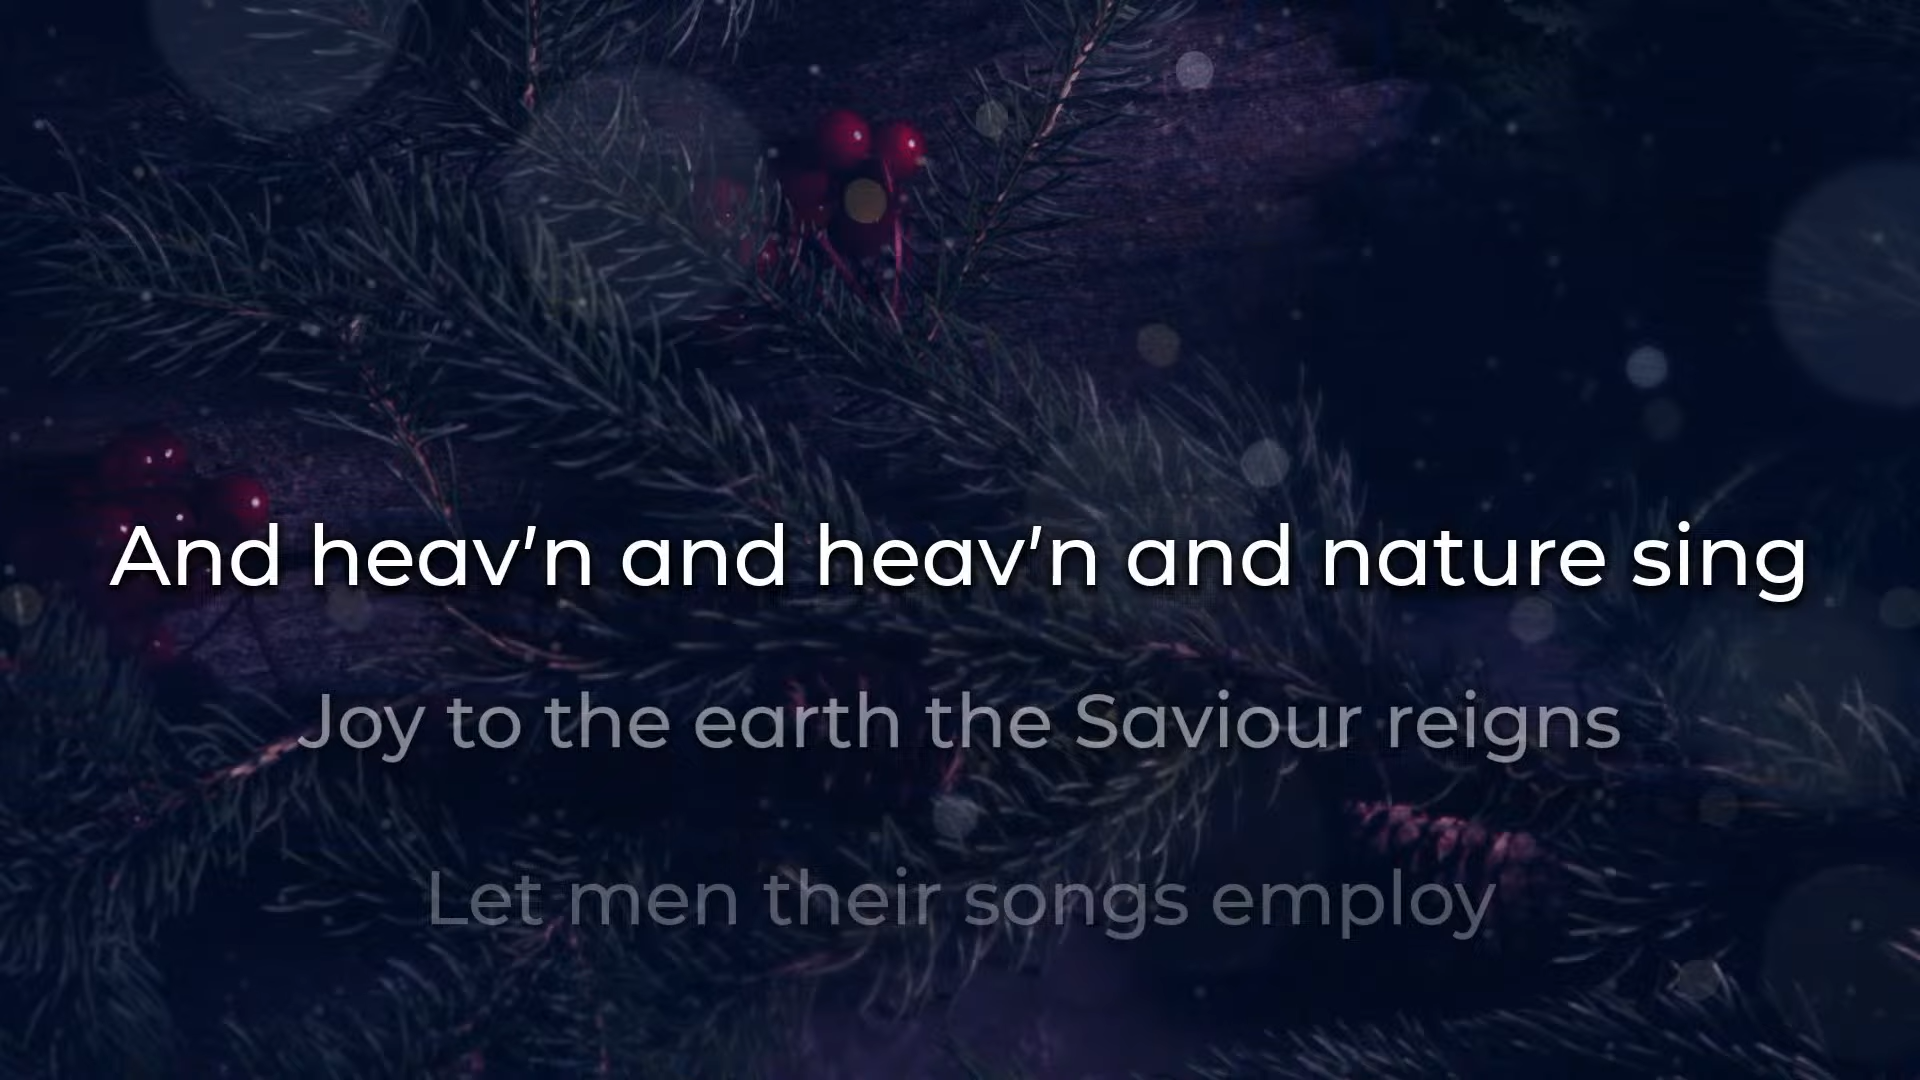 And heav'n and heav'n and nature sing
Joy to the earth the Saviour reigns
Let men their songs employ